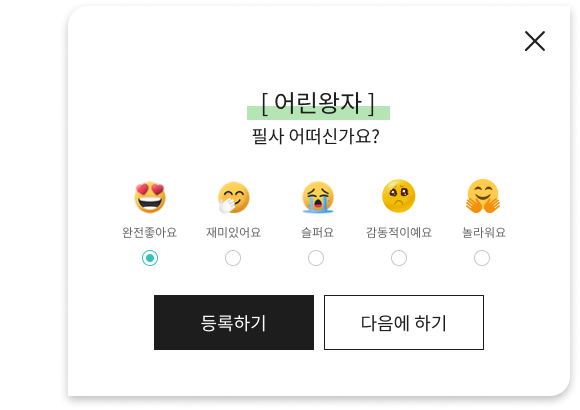 [ 어린왕자 ]
필사 어떠신가요?
완전좋아요 재미있어요 슬퍼요 감동적이예요 놀라워요
등록하기 다음에 하기